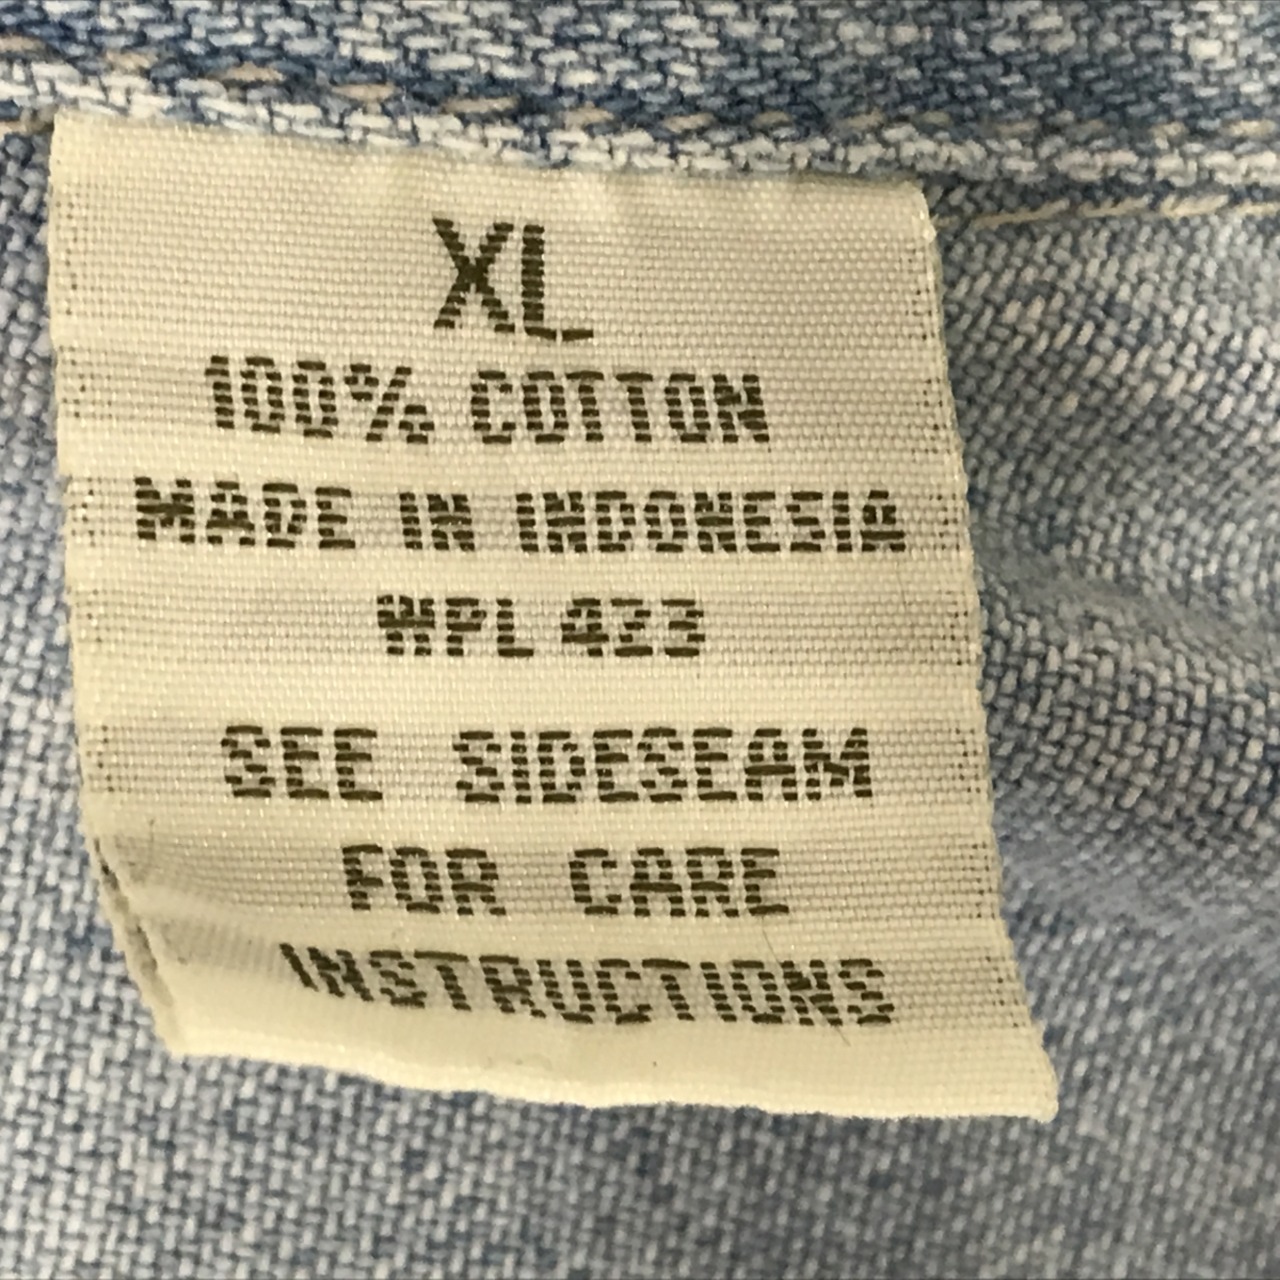 XL
100% COTTON
MADE IN INDONESIA
WPL 423
SEE SIDESEAM
FOR CARE
INSTRUCTIONS